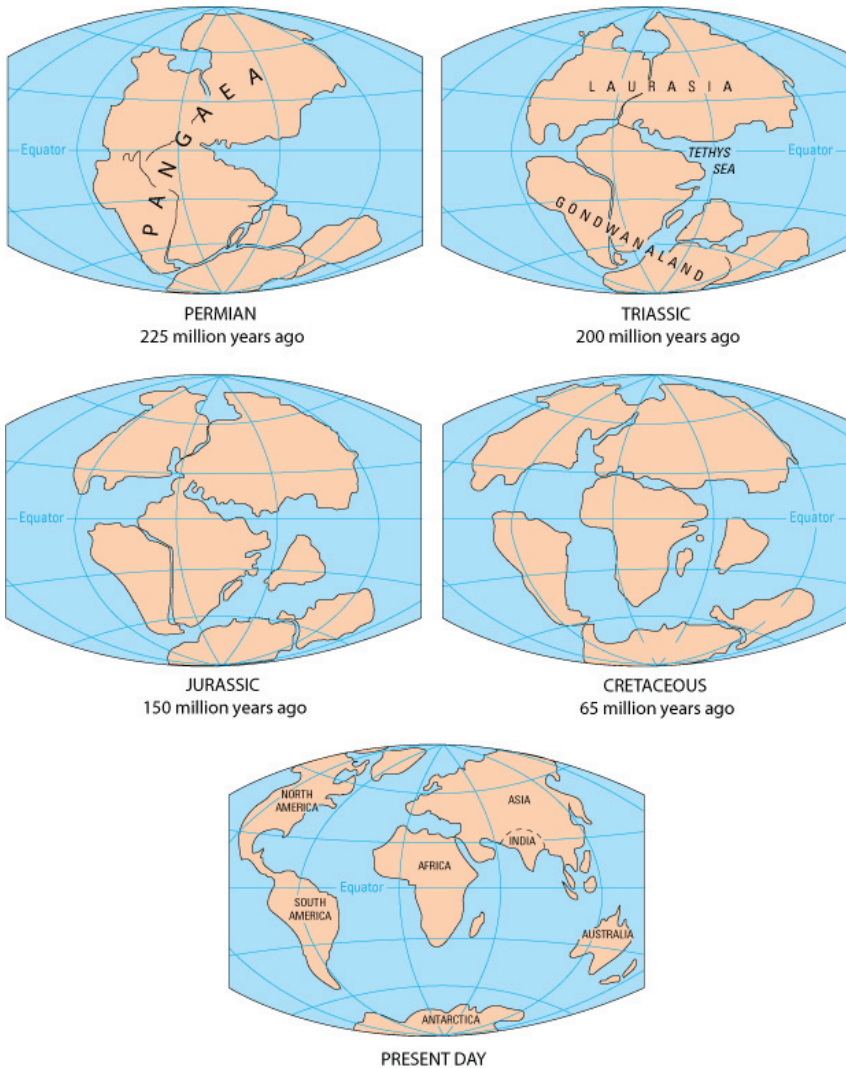 PANGAEA
Equator
PERMIAN
225 million years ago
LAURASIA
TETHYS
SEA
Equator
GONDWANALAND
TRIASSIC
200 million years ago
Equator
JURASSIC
150 million years ago
Equator
CRETACEOUS
65 million years ago
NORTH
AMERICA
ASIA
INDIA
AFRICA
Equator
SOUTH
AMERICA
AUSTRALIA
ANTARCTICA
PRESENT DAY